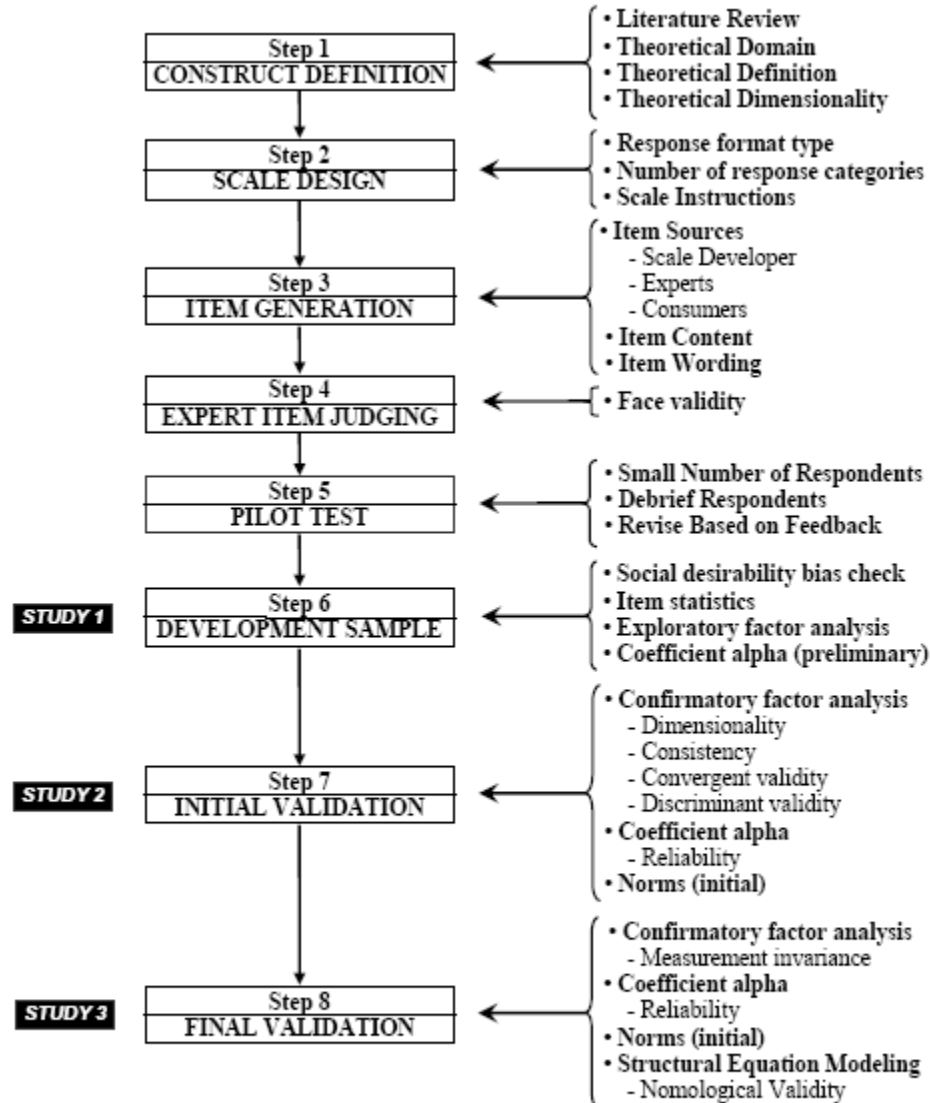 Step 1
CONSTRUCT DEFINITION
• Literature Review
• Theoretical Domain
• Theoretical Definition
• Theoretical Dimensionality
Step 2
SCALE DESIGN
• Response format type
• Number of response categories
• Scale Instructions
Step 3
ITEM GENERATION
• Item Sources
- Scale Developer
- Experts
- Consumers
• Item Content
• Item Wording
Step 4
EXPERT ITEM JUDGING
• Face validity
Step 5
PILOT TEST
• Small Number of Respondents
• Debrief Respondents
• Revise Based on Feedback
STUDY 1
Step 6
DEVELOPMENT SAMPLE
• Social desirability bias check
• Item statistics
• Exploratory factor analysis
• Coefficient alpha (preliminary)
STUDY 2
Step 7
INITIAL VALIDATION
• Confirmatory factor analysis
- Dimensionality
- Consistency
- Convergent validity
- Discriminant validity
• Coefficient alpha
- Reliability
• Norms (initial)
STUDY 3
Step 8
FINAL VALIDATION
• Confirmatory factor analysis
- Measurement invariance
• Coefficient alpha
- Reliability
• Norms (initial)
• Structural Equation Modeling
- Nomological Validity